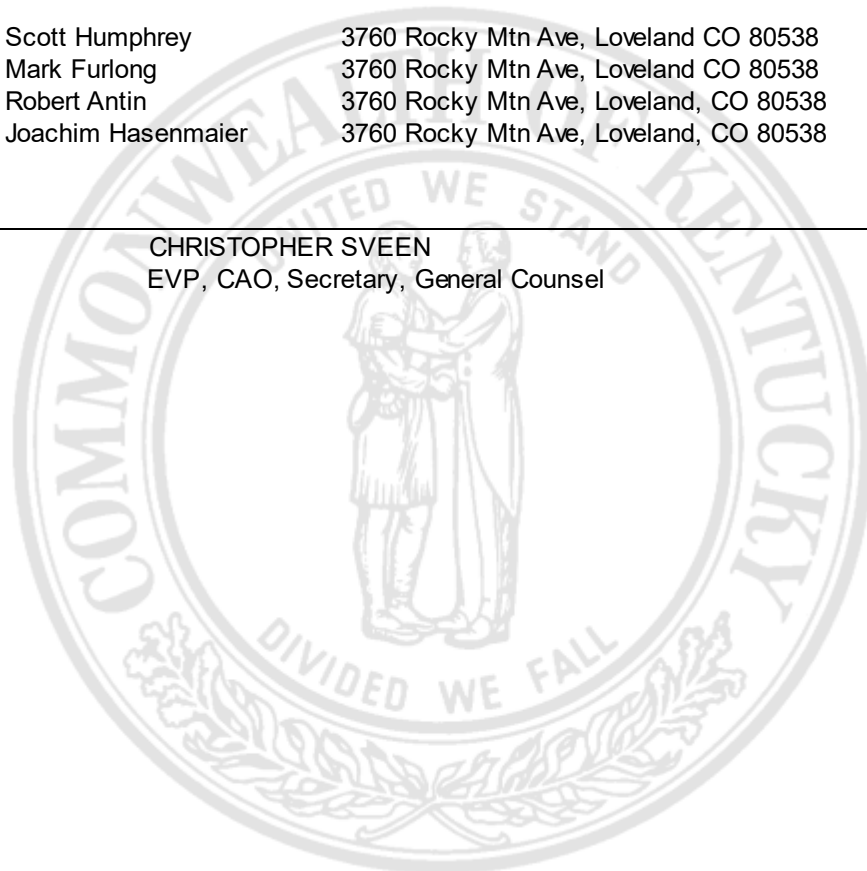 Scott Humphrey 3760 Rocky Mtn Ave, Loveland CO 80538
Mark Furlong 3760 Rocky Mtn Ave, Loveland CO 80538
Robert Antin 3760 Rocky Mtn Ave, Loveland, CO 80538
Joachim Hasenmaier 3760 Rocky Mtn Ave, Loveland, CO 80538
CHRISTOPHER SVEEN
EVP, CAO, Secretary, General Counsel
COMMONWEALTH OF KENTUCKY
UNITED WE STAND
DIVIDED WE FALL